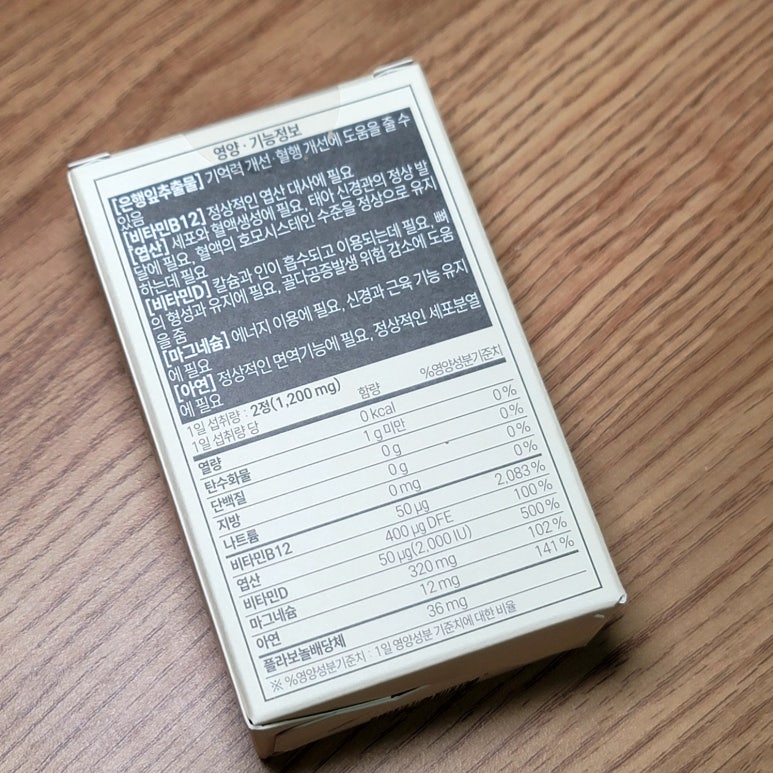 영양 · 기능정보
[은행잎추출물] 기억력 개선·혈행 개선에 도움을 줄 수
있음
[비타민B12] 정상적인 엽산 대사에 필요
[엽산] 세포와 혈액생성에 필요, 태아 신경관의 정상 발
달에 필요, 혈액의 호모시스테인 수준을 정상으로 유지
하는데 필요
[비타민D] 칼슘과 인이 흡수되고 이용되는데 필요, 뼈
의 형성과 유지에 필요, 골다공증발생 위험 감소에 도움
을 줌
[마그네슘] 에너지 이용에 필요, 신경과 근육 기능 유지
에 필요
[아연] 정상적인 면역기능에 필요, 정상적인 세포분열
에 필요
1일 섭취량 : 2정(1,200 mg)
1일 섭취량 당 함량 %영양성분기준치
열량 0 kcal
탄수화물 1 g 미만 0 %
단백질 0 g 0 %
지방 0 g 0 %
나트륨 0 mg 0 %
비타민B12 50 µg 2,083 %
엽산 400 µg DFE 100 %
비타민D 50 µg(2,000 IU) 500 %
마그네슘 320 mg 102 %
아연 12 mg 141 %
플라보놀배당체 36 mg
※ %영양성분기준치 : 1일 영양성분 기준치에 대한 비율